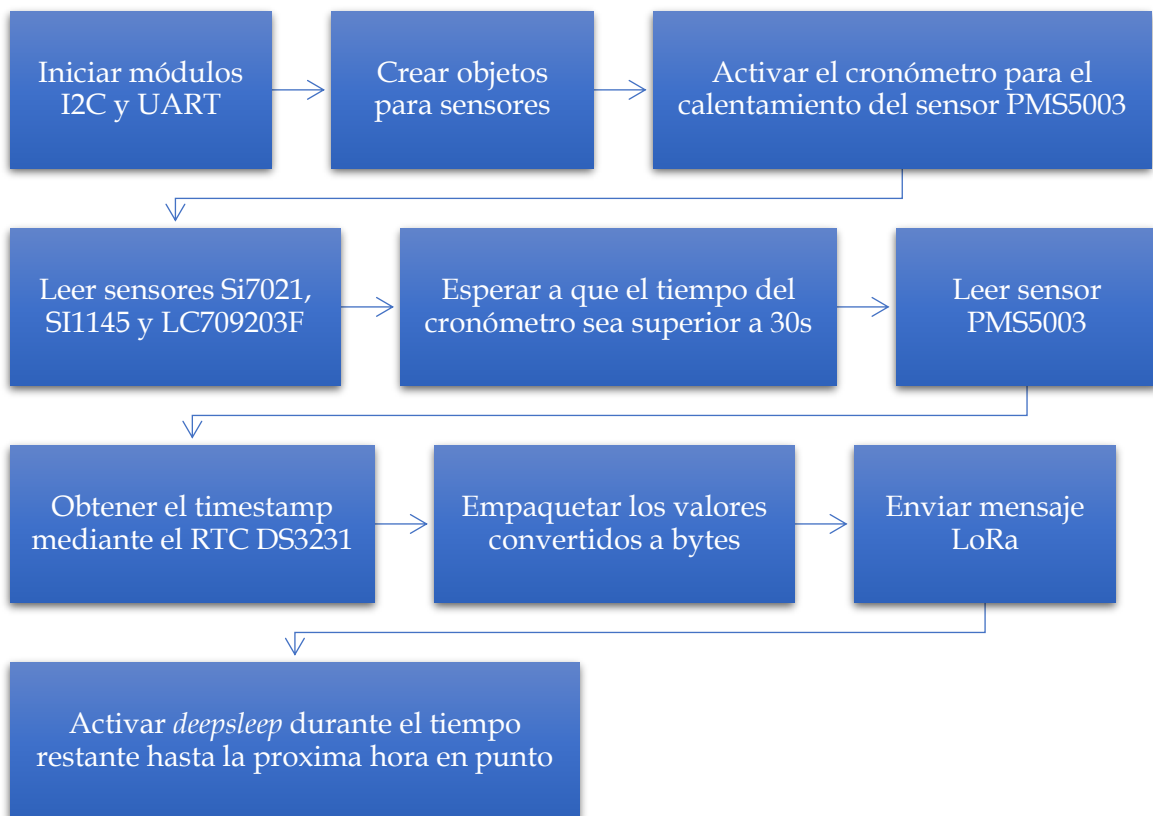 Iniciar módulos
I2C y UART
Crear objetos
para sensores
Activar el cronómetro para el
calentamiento del sensor PMS5003
Leer sensores Si7021,
SI1145 y LC709203F
Esperar a que el tiempo del
cronómetro sea superior a 30s
Leer sensor
PMS5003
Obtener el timestamp
mediante el RTC DS3231
Empaquetar los valores
convertidos a bytes
Enviar mensaje
LoRa
Activar deepsleep durante el tiempo
restante hasta la proxima hora en punto